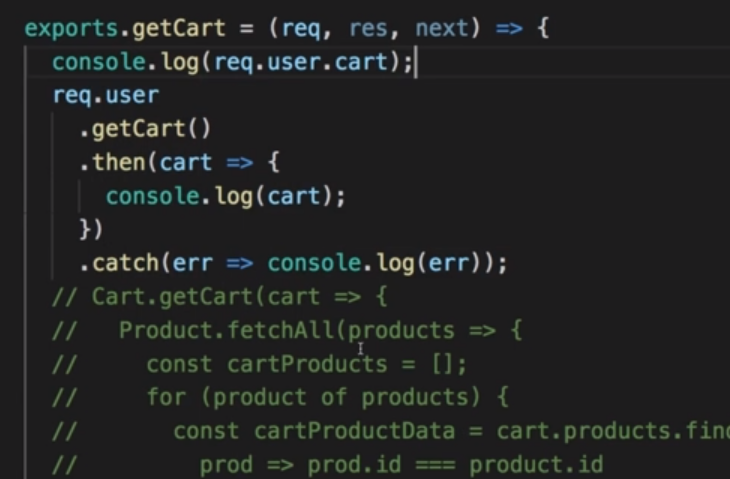 exports.getCart = (req, res, next) => {
console.log(req.user.cart);
req.user
.getCart()
.then(cart => {
console.log(cart);
})
.catch(err => console.log(err));
// Cart.getCart(cart => {
// Product.fetchAll(products => {
// const cartProducts = [];
// for (product of products) {
// const cartProductData = cart.products.find
// prod => prod.id === product.id